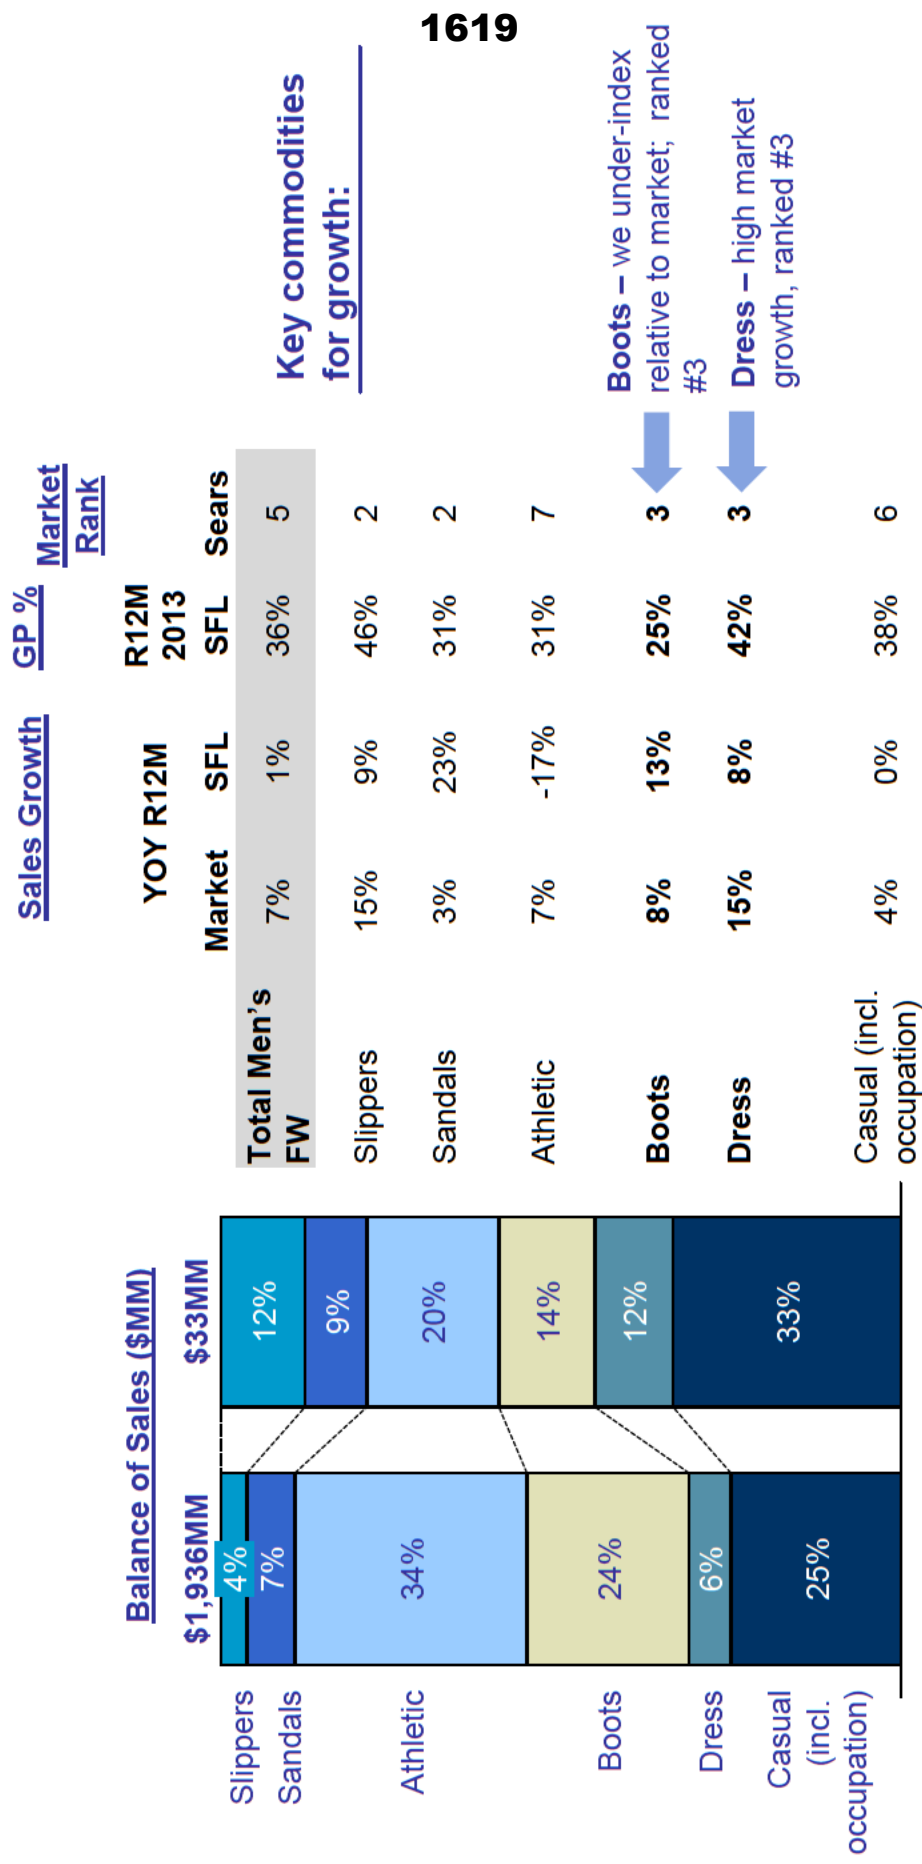 1619
Balance of Sales ($MM)
$1,936MM $33MM
Slippers 4% 12%
Sandals 7% 9%
Athletic 34% 20%
Boots 24% 14%
Dress 6% 12%
Casual
(incl.
occupation)
25% 33%
Sales Growth GP % Market
Rank
YOY R12M R12M
2013
Market SFL SFL Sears
Total Men's
FW
7% 1% 36% 5
Slippers 15% 9% 46% 2
Sandals 3% 23% 31% 2
Athletic 7% -17% 31% 7
Boots 8% 13% 25% 3
Dress 15% 8% 42% 3
Casual (incl.
occupation)
4% 0% 38% 6
Key commodities
for growth:
Boots – we under-index
relative to market; ranked
#3
Dress – high market
growth, ranked #3